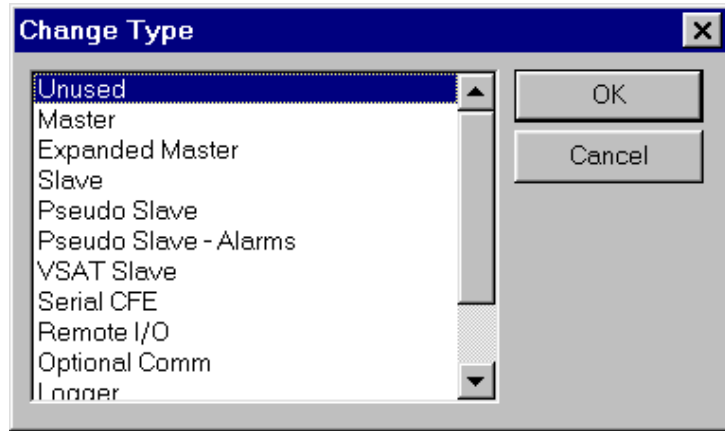 Change Type
Unused
Master
Expanded Master
Slave
Pseudo Slave
Pseudo Slave - Alarms
VSAT Slave
Serial CFE
Remote I/O
Optional Comm
Logger
OK
Cancel